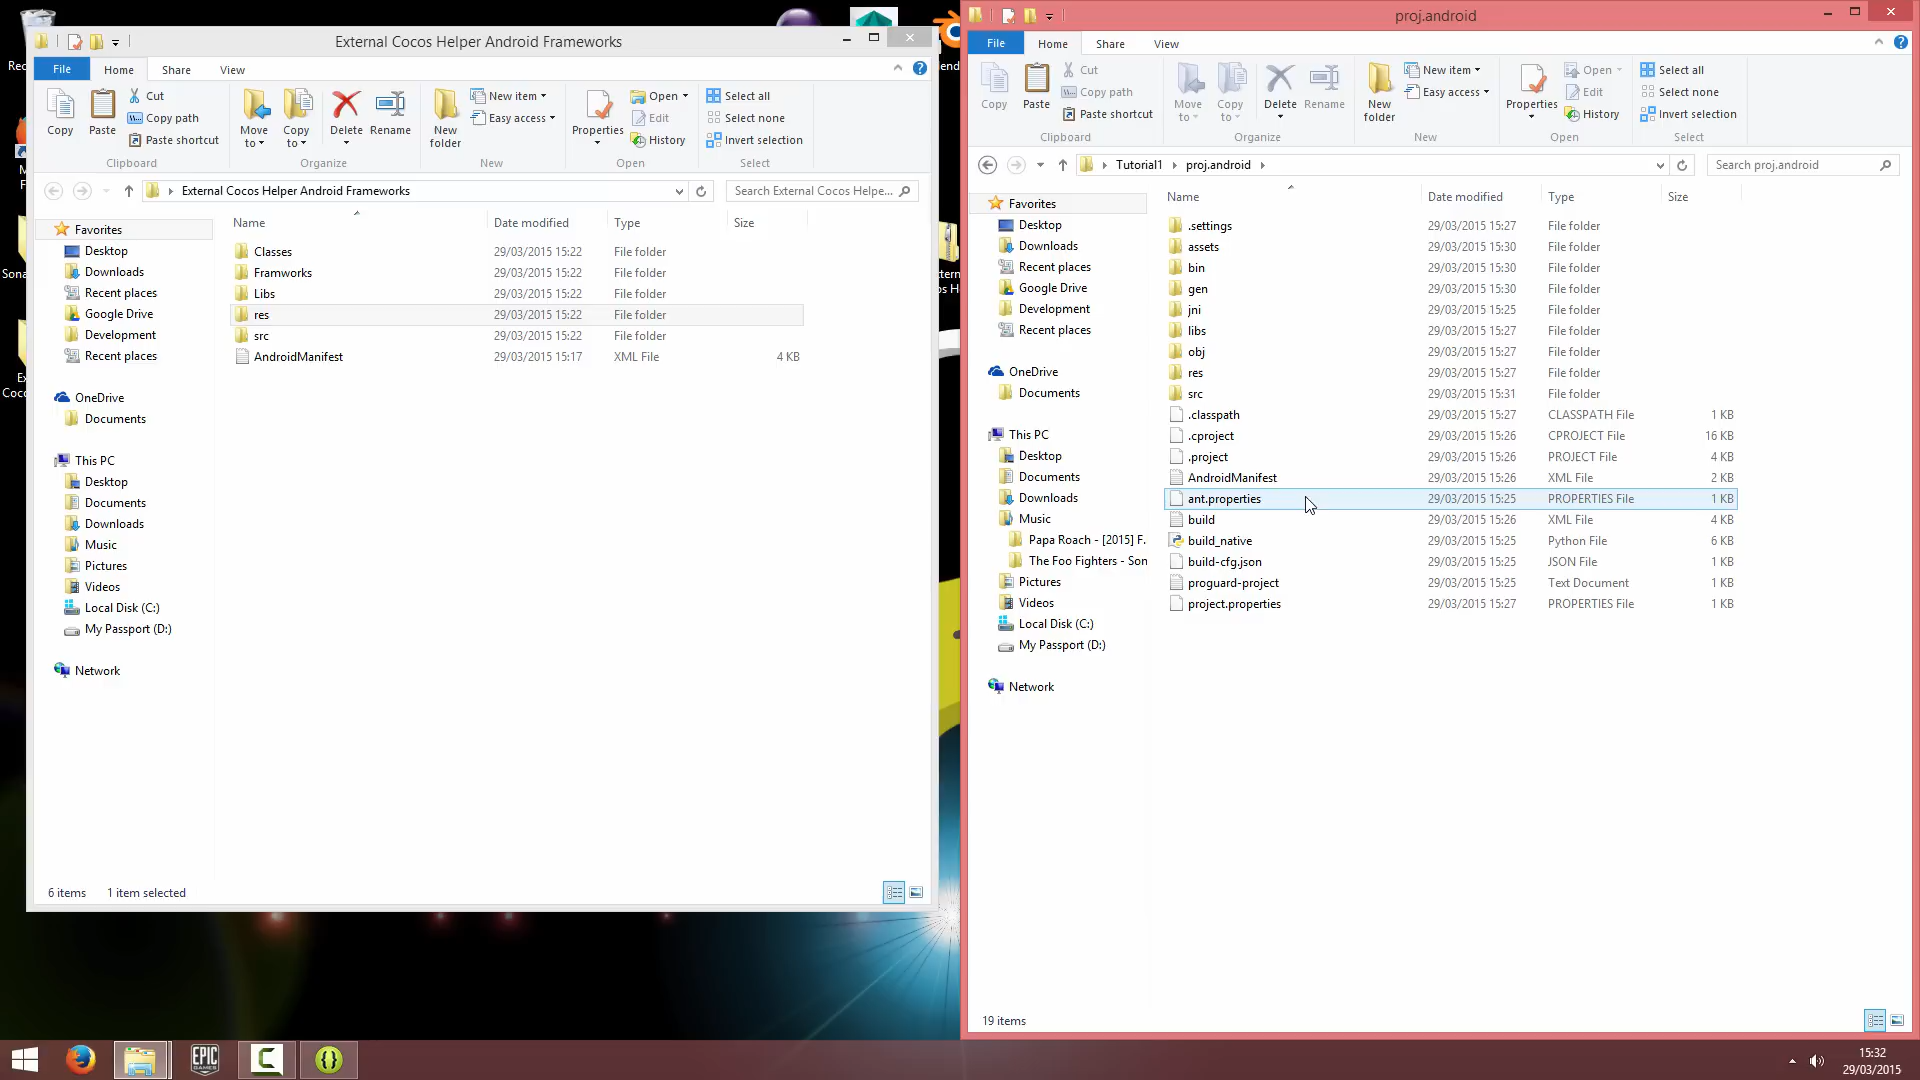 External Cocos Helper Android Frameworks
File Home Share View
Copy Paste Cut Copy path Paste shortcut Clipboard
Move to Copy to Delete Rename Organize
New folder New item Easy access New
Properties Open Edit History Open
Select all Select none Invert selection Select
External Cocos Helper Android Frameworks
Search External Cocos Helpe...
Name Date modified Type Size
Classes 29/03/2015 15:22 File folder
Framworks 29/03/2015 15:22 File folder
Libs 29/03/2015 15:22 File folder
res 29/03/2015 15:22 File folder
src 29/03/2015 15:22 File folder
AndroidManifest 29/03/2015 15:17 XML File 4 KB
Favorites
Desktop
Downloads
Recent places
Google Drive
Development
Recent places
OneDrive
Documents
This PC
Desktop
Documents
Downloads
Music
Pictures
Videos
Local Disk (C:)
My Passport (D:)
Network
6 items 1 item selected
proj.android
File Home Share View
Copy Paste Cut Copy path Paste shortcut Clipboard
Move to Copy to Delete Rename Organize
New folder New item Easy access New
Properties Open Edit History Open
Select all Select none Invert selection Select
Tutorial1 proj.android
Search proj.android
Name Date modified Type Size
.settings 29/03/2015 15:27 File folder
assets 29/03/2015 15:30 File folder
bin 29/03/2015 15:30 File folder
gen 29/03/2015 15:30 File folder
jni 29/03/2015 15:25 File folder
libs 29/03/2015 15:27 File folder
obj 29/03/2015 15:27 File folder
res 29/03/2015 15:27 File folder
src 29/03/2015 15:31 File folder
.classpath 29/03/2015 15:27 CLASSPATH File 1 KB
.cproject 29/03/2015 15:26 CPROJECT File 16 KB
.project 29/03/2015 15:26 PROJECT File 4 KB
AndroidManifest 29/03/2015 15:26 XML File 2 KB
ant.properties 29/03/2015 15:25 PROPERTIES File 1 KB
build 29/03/2015 15:26 XML File 4 KB
build_native 29/03/2015 15:25 Python File 6 KB
build-cfg.json 29/03/2015 15:25 JSON File 1 KB
proguard-project 29/03/2015 15:25 Text Document 1 KB
project.properties 29/03/2015 15:27 PROPERTIES File 1 KB
Favorites
Desktop
Downloads
Recent places
Google Drive
Development
Recent places
OneDrive
Documents
This PC
Desktop
Documents
Downloads
Music
Papa Roach - [2015] F.
The Foo Fighters - Son
Pictures
Videos
Local Disk (C:)
My Passport (D:)
Network
19 items
EPIC GAMES
15:32
29/03/2015